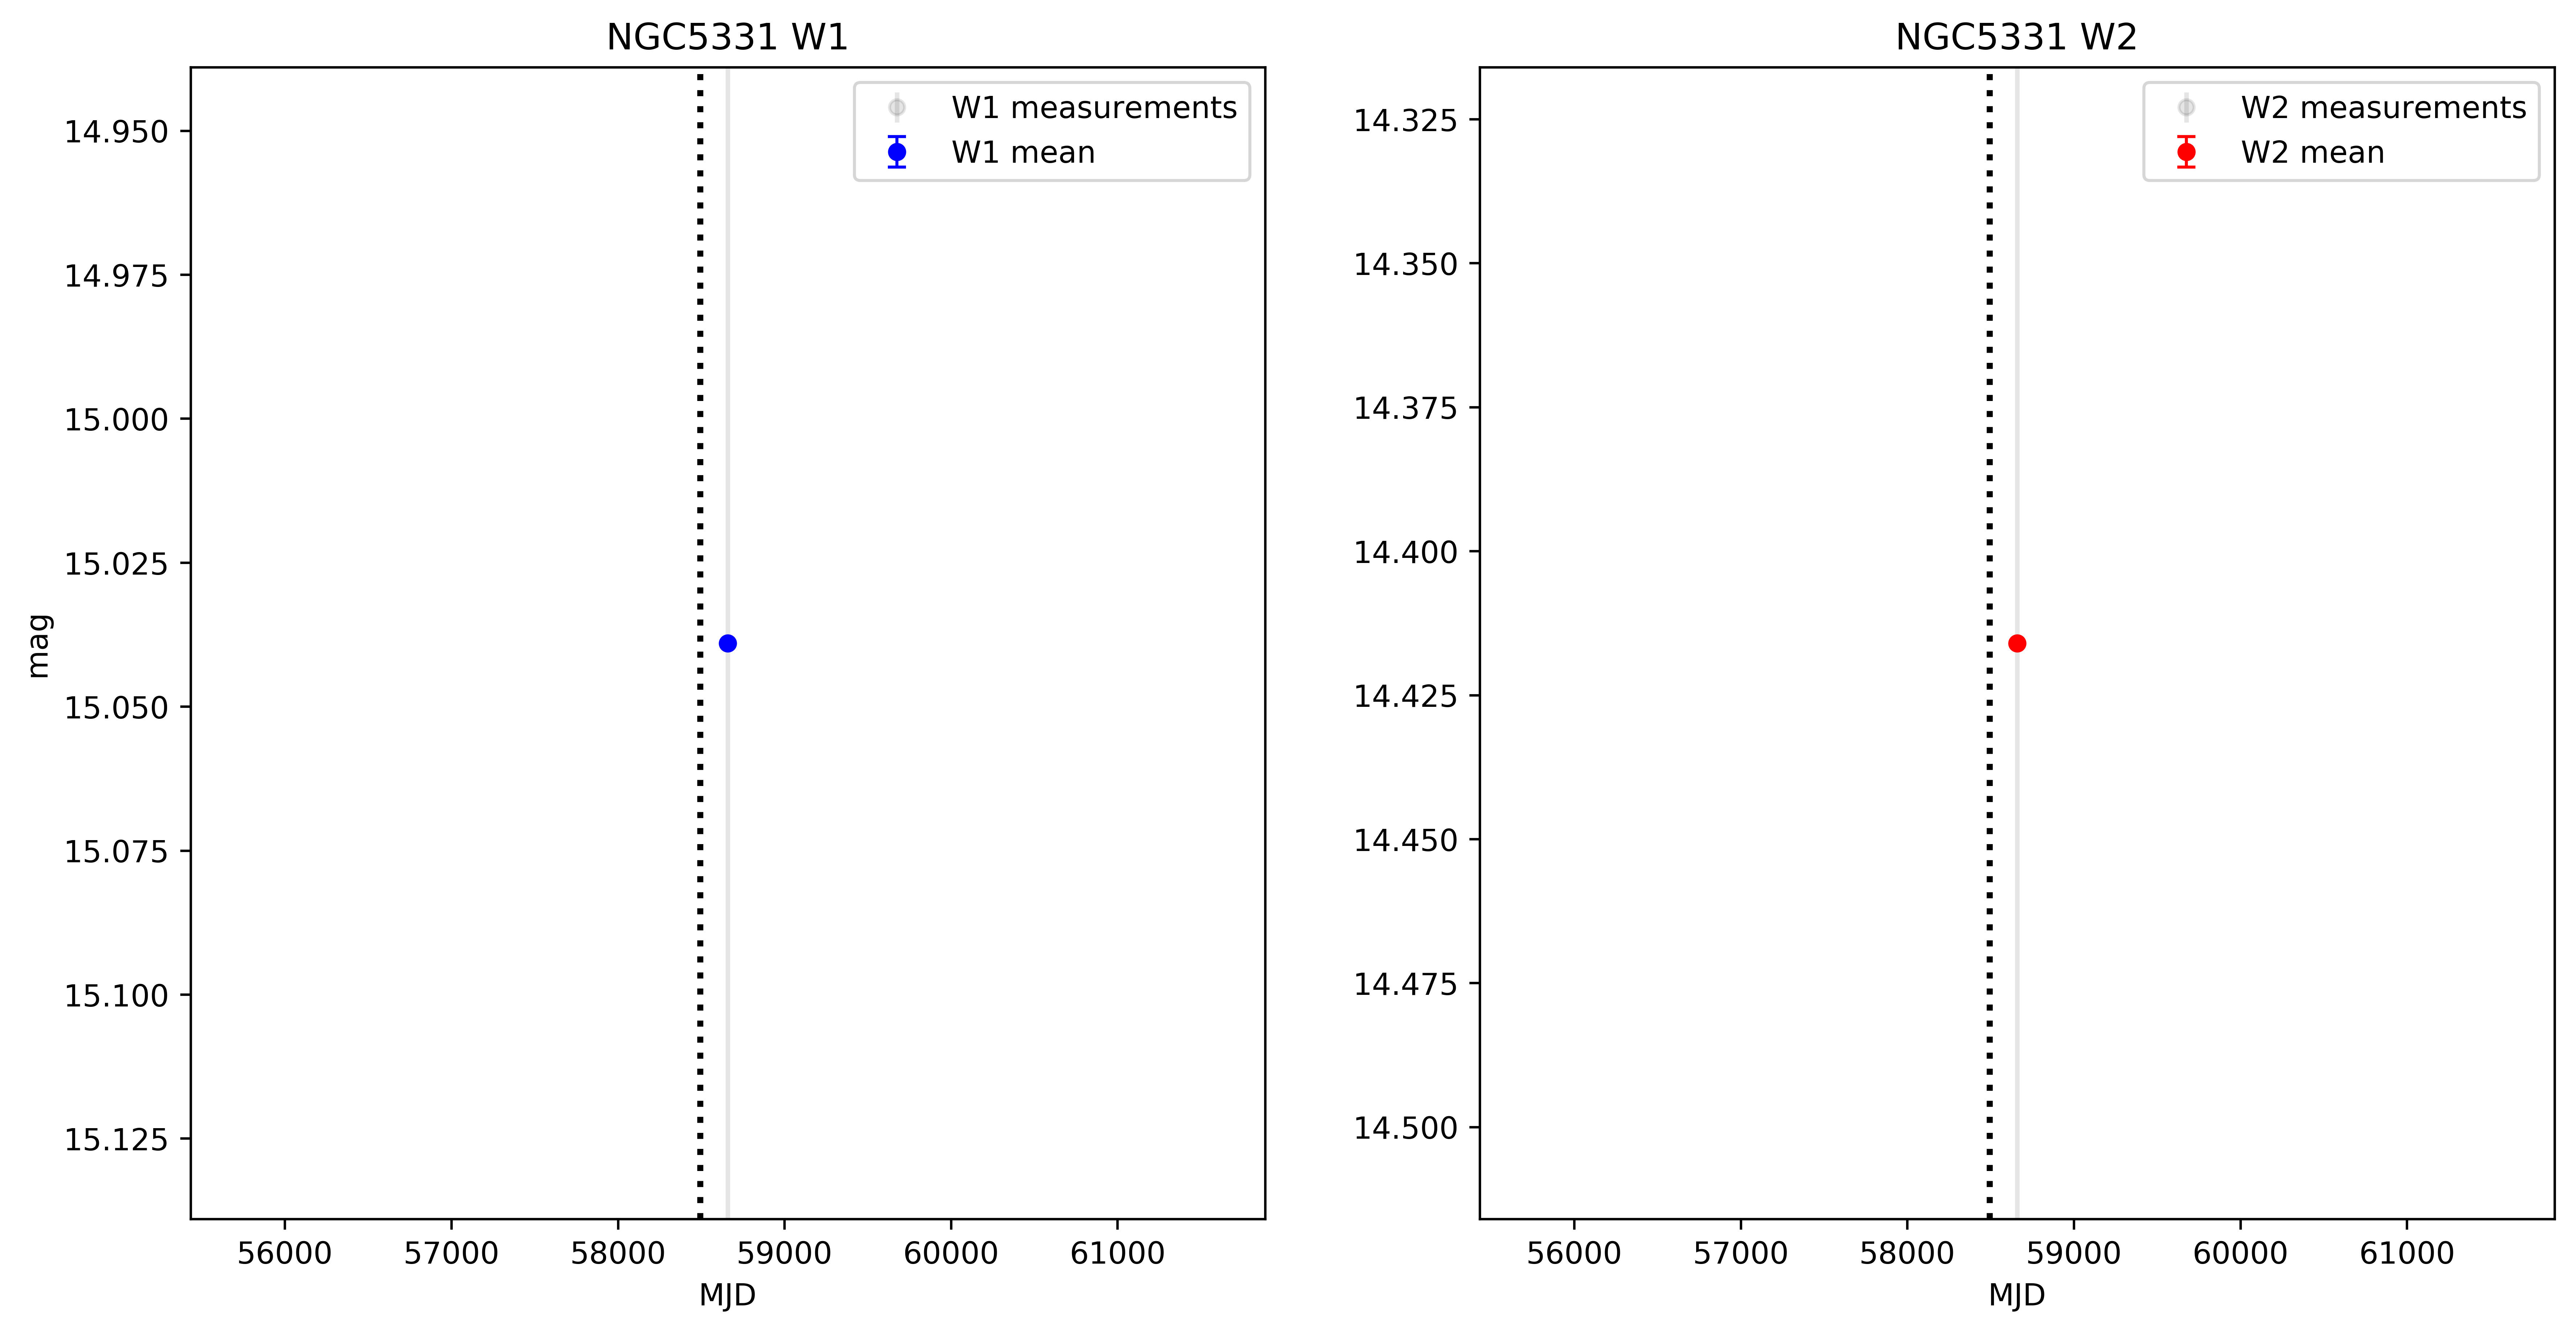 NGC5331 W1
W1 measurements
W1 mean
14.950
14.975
15.000
15.025
15.050
15.075
15.100
15.125
mag
56000 57000 58000 59000 60000 61000
MJD
NGC5331 W2
W2 measurements
W2 mean
14.325
14.350
14.375
14.400
14.425
14.450
14.475
14.500
56000 57000 58000 59000 60000 61000
MJD